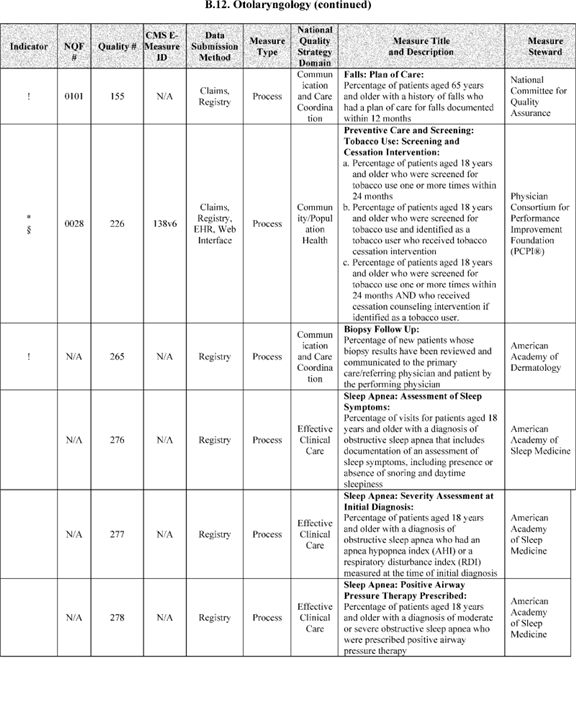 B.12. Otolaryngology (continued)
Indicator
NQF
#
Quality #
CMS E-
Measure
ID
Data
Submission
Method
Measure
Type
National
Quality
Strategy
Domain
Measure Title
and Description
Measure
Steward
!
0101
155
N/A
Claims,
Registry
Process
Commun
ication
and Care
Coordina
tion
Falls: Plan of Care:
Percentage of patients aged 65 years
and older with a history of falls who
had a plan of care for falls documented
within 12 months
National
Committee for
Quality
Assurance
*
§
0028
226
138v6
Claims,
Registry,
EHR, Web
Interface
Process
Commun
ity/Popul
ation
Health
Preventive Care and Screening:
Tobacco Use: Screening and
Cessation Intervention:
a. Percentage of patients aged 18 years
and older who were screened for
tobacco use one or more times within
24 months
b. Percentage of patients aged 18 years
and older who were screened for
tobacco use and identified as a
tobacco user who received tobacco
cessation intervention
c. Percentage of patients aged 18 years
and older who were screened for
tobacco use one or more times within
24 months AND who received
cessation counseling intervention if
identified as a tobacco user.
Physician
Consortium for
Performance
Improvement
Foundation
(PCPI®)
!
N/A
265
N/A
Registry
Process
Commun
ication
and Care
Coordina
tion
Biopsy Follow Up:
Percentage of new patients whose
biopsy results have been reviewed and
communicated to the primary
care/referring physician and patient by
the performing physician
American
Academy of
Dermatology
N/A
276
N/A
Registry
Process
Effective
Clinical
Care
Sleep Apnea: Assessment of Sleep
Symptoms:
Percentage of visits for patients aged 18
years and older with a diagnosis of
obstructive sleep apnea that includes
documentation of an assessment of
sleep symptoms, including presence or
absence of snoring and daytime
sleepiness
American
Academy of
Sleep Medicine
N/A
277
N/A
Registry
Process
Effective
Clinical
Care
Sleep Apnea: Severity Assessment at
Initial Diagnosis:
Percentage of patients aged 18 years
and older with a diagnosis of
obstructive sleep apnea who had an
apnea hypopnea index (AHI) or a
respiratory disturbance index (RDI)
measured at the time of initial diagnosis
American
Academy
of Sleep
Medicine
N/A
278
N/A
Registry
Process
Effective
Clinical
Care
Sleep Apnea: Positive Airway
Pressure Therapy Prescribed:
Percentage of patients aged 18 years
and older with a diagnosis of moderate
or severe obstructive sleep apnea who
were prescribed positive airway
pressure therapy
American
Academy
of Sleep
Medicine